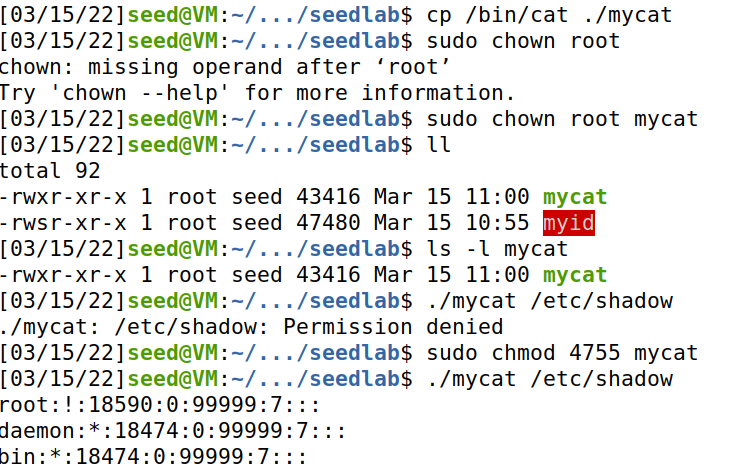 [03/15/22]seed@VM:~/.../seedlab$ cp /bin/cat ./mycat
[03/15/22]seed@VM:~/.../seedlab$ sudo chown root
chown: missing operand after ‘root’
Try 'chown --help' for more information.
[03/15/22]seed@VM:~/.../seedlab$ sudo chown root mycat
[03/15/22]seed@VM:~/.../seedlab$ ll
total 92
-rwxr-xr-x 1 root seed 43416 Mar 15 11:00 mycat
-rwsr-xr-x 1 root seed 47480 Mar 15 10:55 myid
[03/15/22]seed@VM:~/.../seedlab$ ls -l mycat
-rwxr-xr-x 1 root seed 43416 Mar 15 11:00 mycat
[03/15/22]seed@VM:~/.../seedlab$ ./mycat /etc/shadow
./mycat: /etc/shadow: Permission denied
[03/15/22]seed@VM:~/.../seedlab$ sudo chmod 4755 mycat
[03/15/22]seed@VM:~/.../seedlab$ ./mycat /etc/shadow
root:!:18590:0:99999:7:::
daemon:*:18474:0:99999:7:::
bin:*:18474:0:99999:7:::